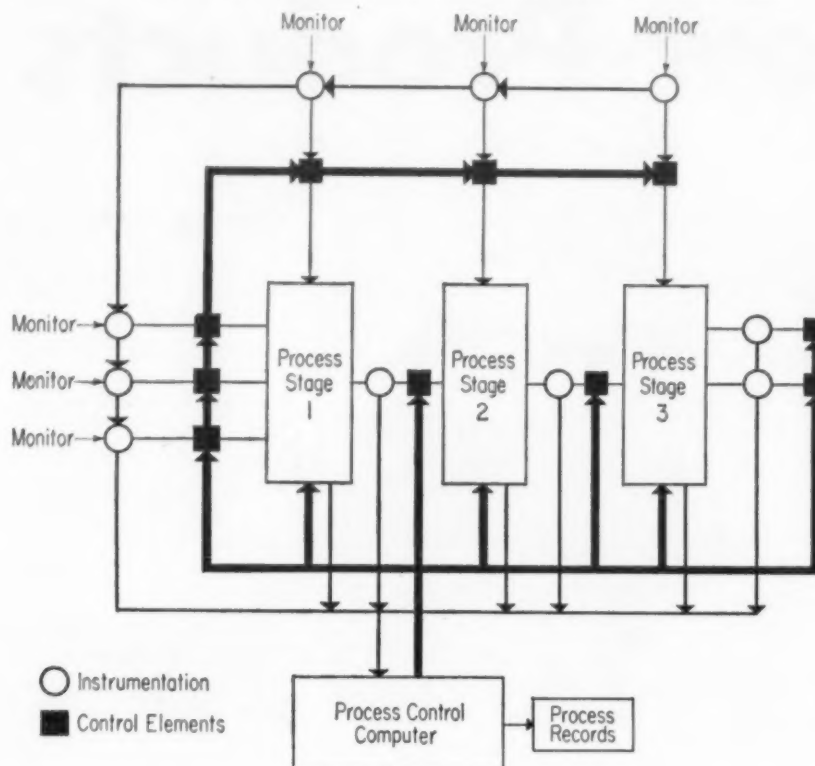 Monitor
Monitor
Monitor
Monitor
Monitor
Monitor
Process
Stage
1
Process
Stage
2
Process
Stage
3
Instrumentation
Control Elements
Process Control
Computer
Process
Records